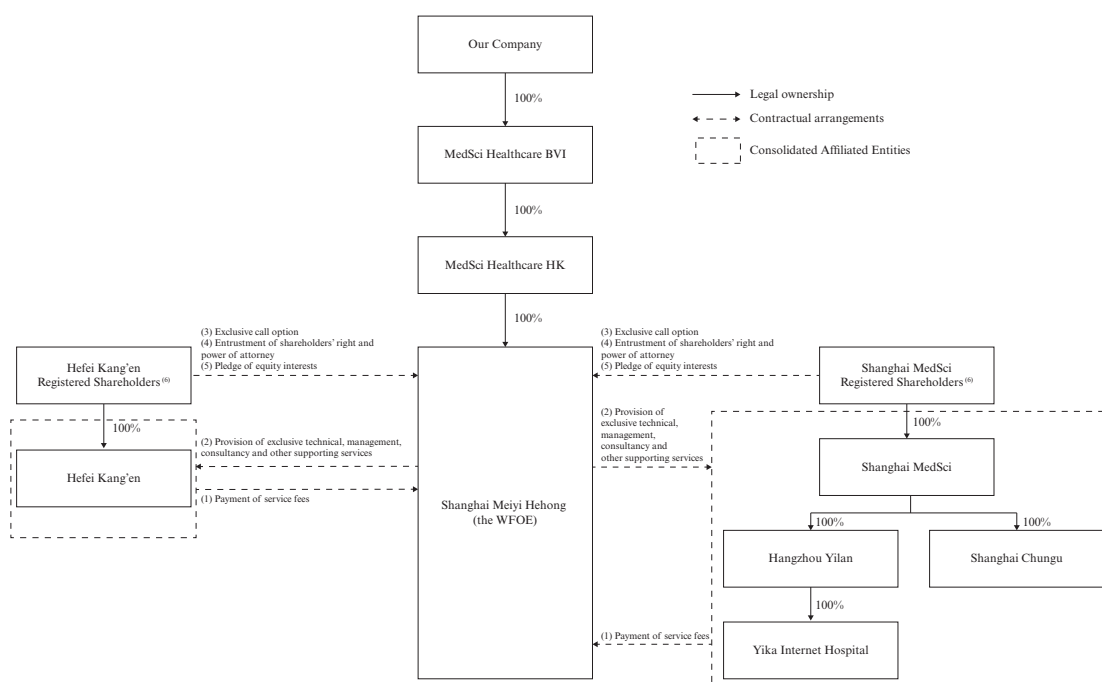 Our Company
100%
Legal ownership
Contractual arrangements
Consolidated Affiliated Entities
MedSci Healthcare BVI
100%
MedSci Healthcare HK
100%
(3) Exclusive call option
(4) Entrustment of shareholders' right and
power of attorney
(5) Pledge of equity interests
(3) Exclusive call option
(4) Entrustment of shareholders' right and
power of attorney
(5) Pledge of equity interests
Hefei Kang'en
Registered Shareholders (6)
Shanghai MedSci
Registered Shareholders (6)
100%
(2) Provision of exclusive technical, management,
consultancy and other supporting services
Hefei Kang'en
(1) Payment of service fees
Shanghai Meiyi Hehong
(the WFOE)
(2) Provision of
exclusive technical,
management,
consultancy and
other supporting services
100%
Shanghai MedSci
100%
100%
Hangzhou Yilan
Shanghai Chungu
100%
(1) Payment of service fees
Yika Internet Hospital